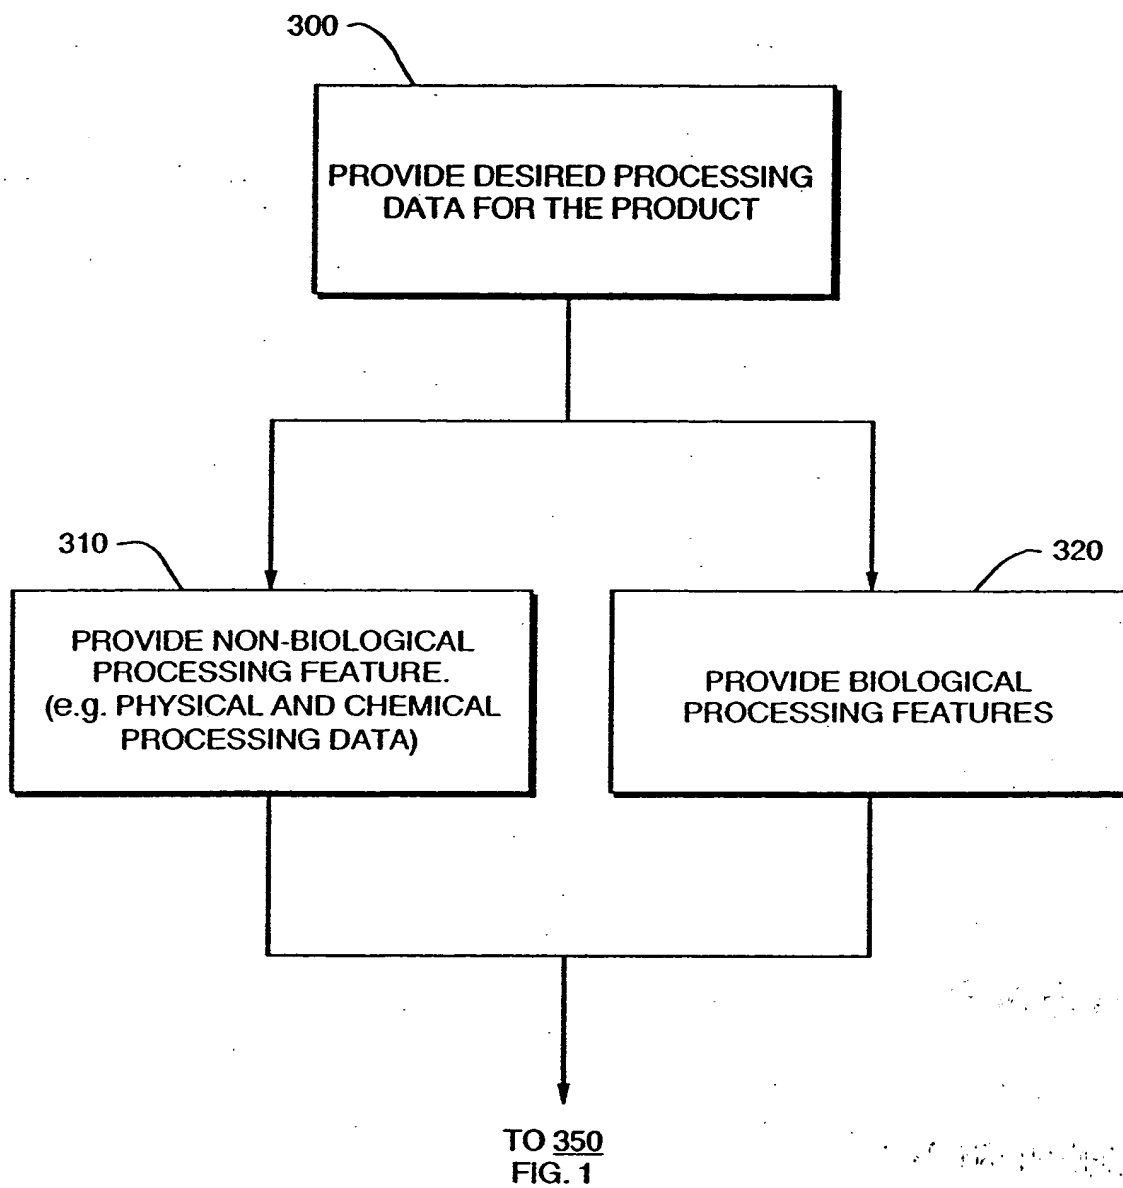 300
PROVIDE DESIRED PROCESSING
DATA FOR THE PRODUCT
310
320
PROVIDE NON-BIOLOGICAL
PROCESSING FEATURE.
(e.g. PHYSICAL AND CHEMICAL
PROCESSING DATA)
PROVIDE BIOLOGICAL
PROCESSING FEATURES
TO 350
FIG. 1